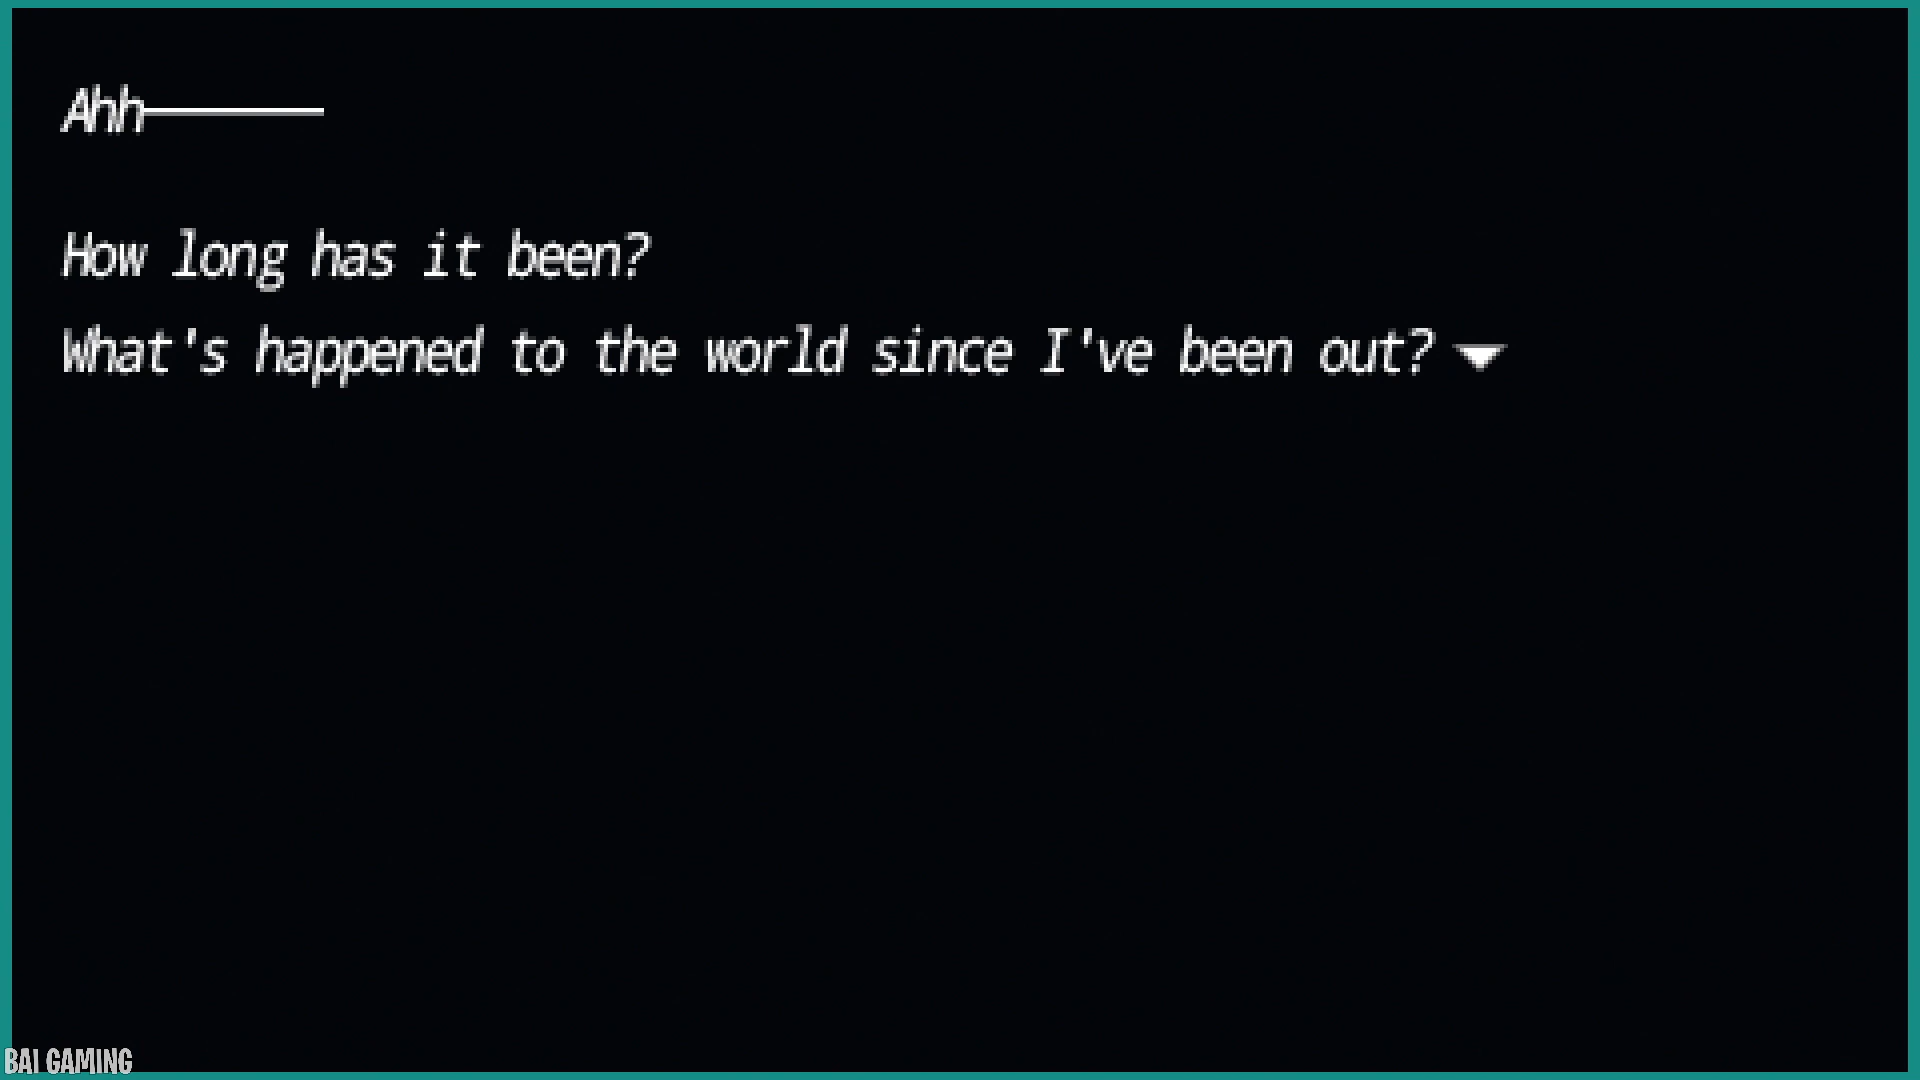 Ahh──────
How long has it been?
What's happened to the world since I've been out?
BAI GAMING